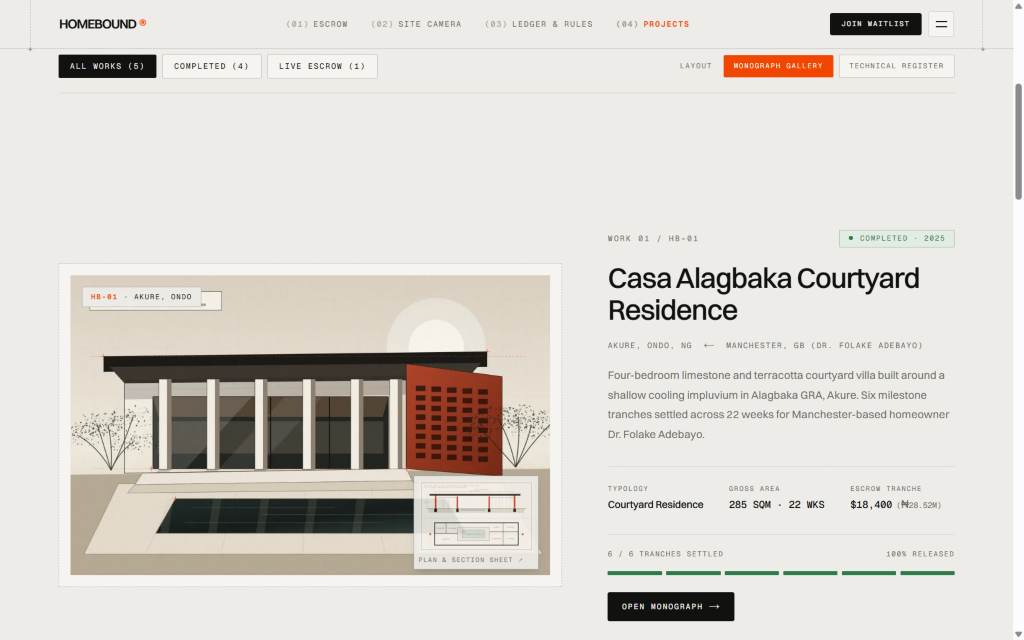 HOMEBOUND ®
(01) ESCROW
(02) SITE CAMERA
(03) LEDGER & RULES
(04) PROJECTS
JOIN WAITLIST
ALL WORKS (5)
COMPLETED (4)
LIVE ESCROW (1)
LAYOUT
MONOGRAPH GALLERY
TECHNICAL REGISTER
HB-01 · AKURE, ONDO
PLAN & SECTION SHEET ↗
WORK 01 / HB-01
COMPLETED · 2025
Casa Alagbaka Courtyard
Residence
AKURE, ONDO, NG ⟵ MANCHESTER, GB (DR. FOLAKE ADEBAYO)
Four-bedroom limestone and terracotta courtyard villa built around a
shallow cooling impluvium in Alagbaka GRA, Akure. Six milestone
tranches settled across 22 weeks for Manchester-based homeowner
Dr. Folake Adebayo.
TYPOLOGY
Courtyard Residence
GROSS AREA
285 SQM · 22 WKS
ESCROW TRANCHE
$18,400 (₦28.52M)
6 / 6 TRANCHES SETTLED
100% RELEASED
OPEN MONOGRAPH ⟶